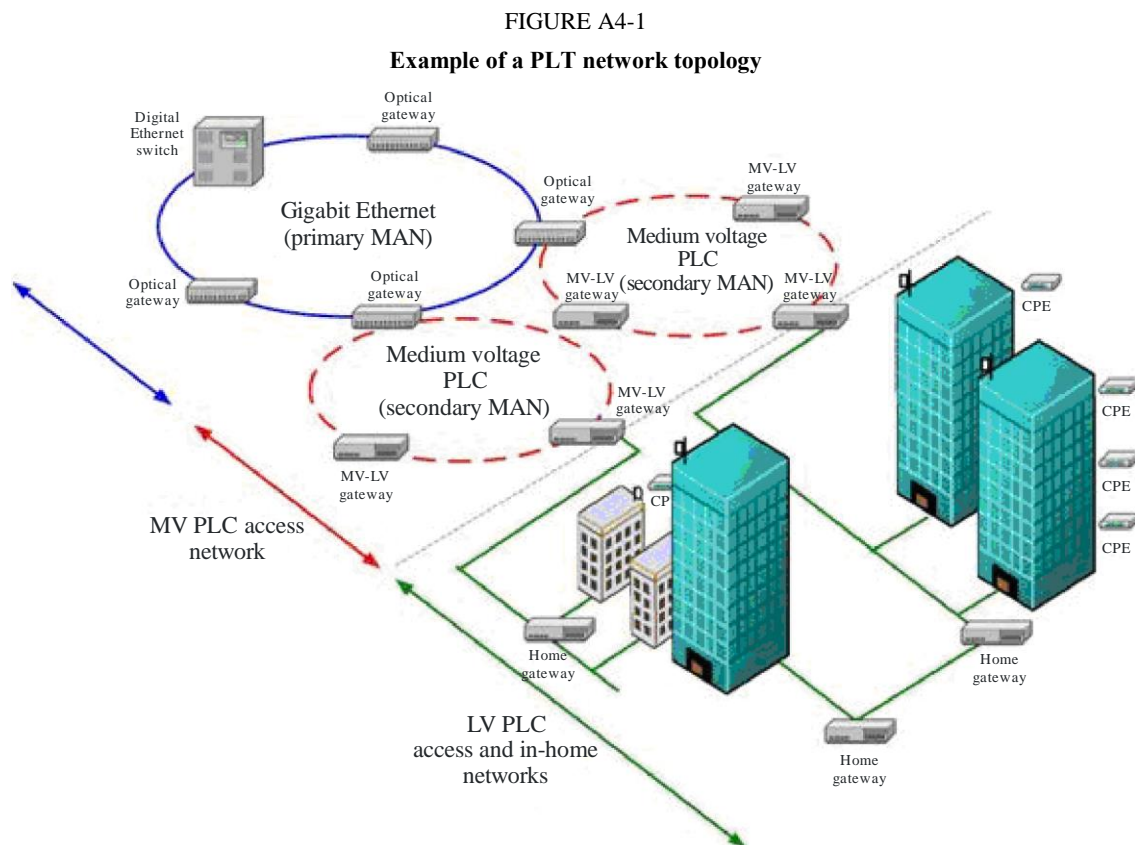 FIGURE A4-1
Example of a PLT network topology
Optical
gateway
Digital
Ethernet
switch
MV-LV
gateway
Optical
gateway
Gigabit Ethernet
(primary MAN)
Medium voltage
PLC
(secondary MAN)
Optical
gateway
Optical
gateway
MV-LV
gateway
MV-LV
gateway
CPE
Medium voltage
PLC
(secondary MAN)
MV-LV
gateway
CPE
CPE
MV-LV
gateway
CP
CPE
MV PLC access
network
Home
gateway
Home
gateway
LV PLC
access and in-home
networks
Home
gateway